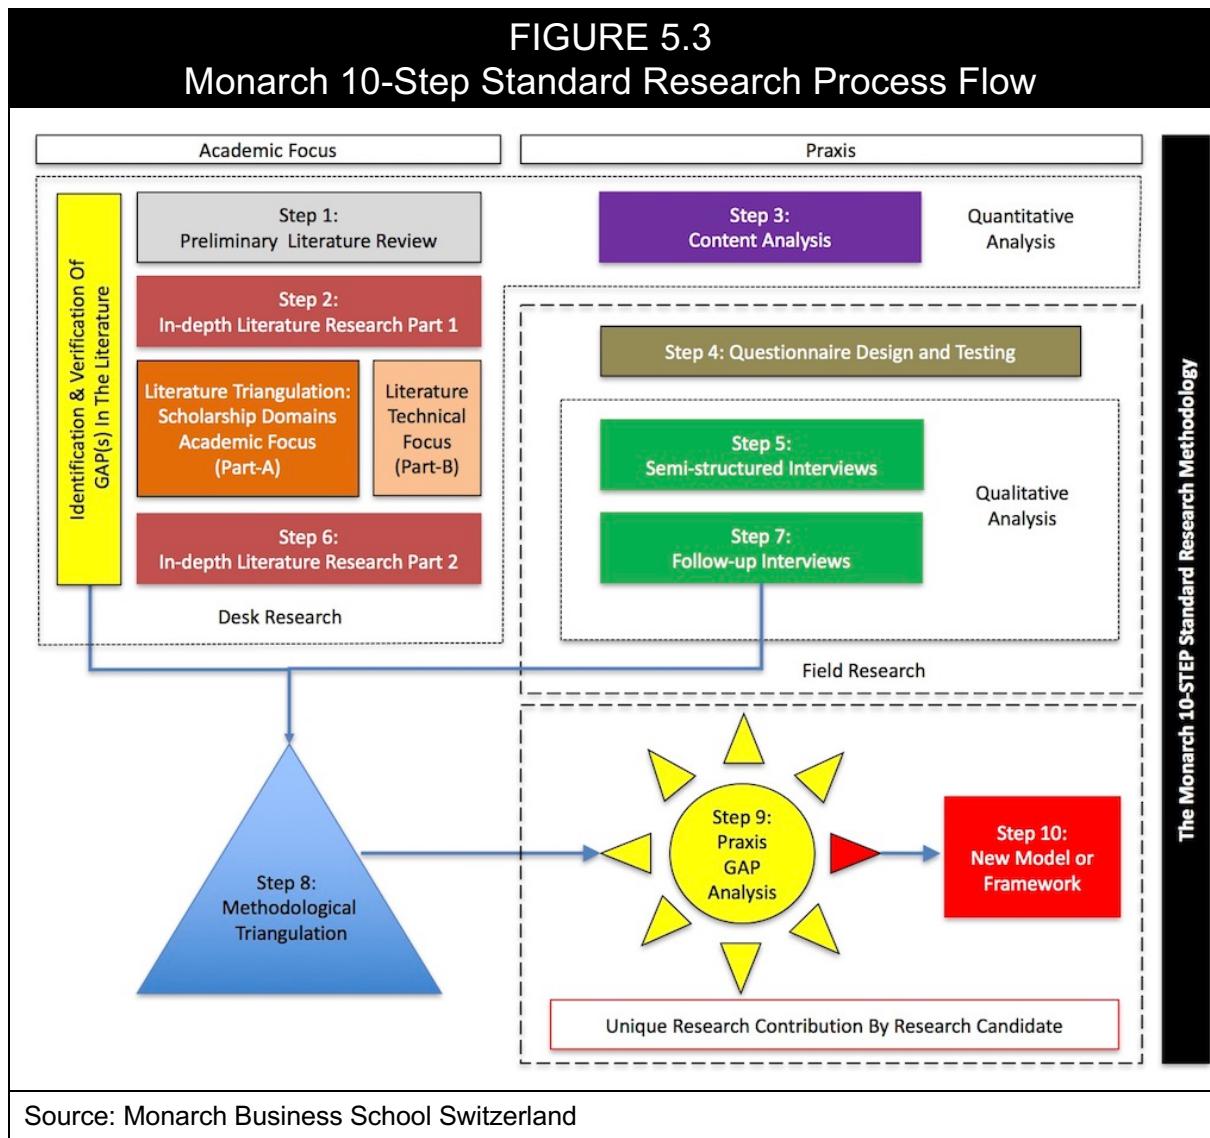 FIGURE 5.3
Monarch 10-Step Standard Research Process Flow
Academic Focus
Praxis
Identification & Verification Of
GAP(s) In The Literature
Step 1:
Preliminary Literature Review
Step 2:
In-depth Literature Research Part 1
Literature Triangulation:
Scholarship Domains
Academic Focus
(Part-A)
Literature
Technical
Focus
(Part-B)
Step 6:
In-depth Literature Research Part 2
Desk Research
Step 3:
Content Analysis
Quantitative
Analysis
Step 4: Questionnaire Design and Testing
Step 5:
Semi-structured Interviews
Qualitative
Analysis
Step 7:
Follow-up Interviews
Field Research
Step 8:
Methodological
Triangulation
Step 9:
Praxis
GAP
Analysis
Step 10:
New Model or
Framework
Unique Research Contribution By Research Candidate
The Monarch 10-STEP Standard Research Methodology
Source: Monarch Business School Switzerland